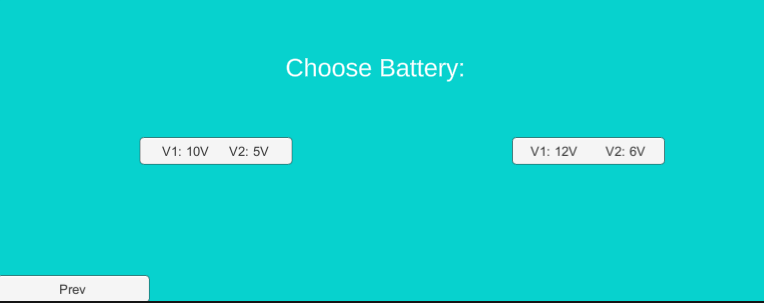 Choose Battery:
V1: 10V V2: 5V
V1: 12V V2: 6V
Prev